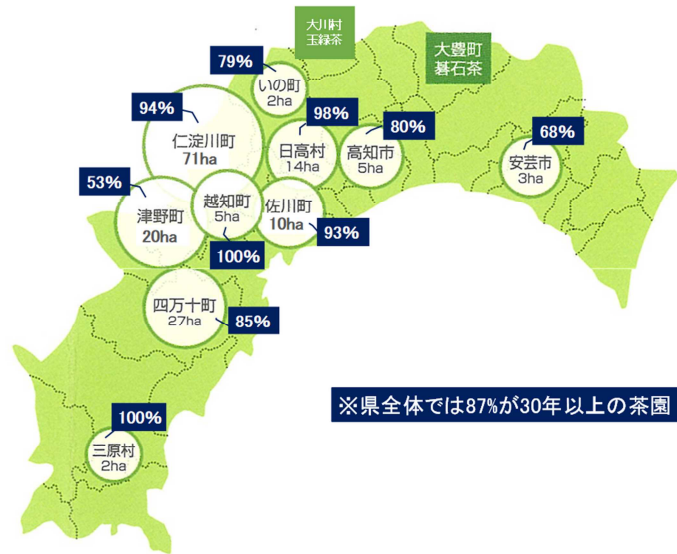 大川村
玉緑茶
大豊町
碁石茶
79%
いの町
2ha
94%
仁淀川町
71ha
98%
日高村
14ha
80%
高知市
5ha
68%
安芸市
3ha
53%
津野町
20ha
越知町
5ha
100%
佐川町
10ha
93%
四万十町
27ha
85%
100%
三原村
2ha
※県全体では87%が30年以上の茶園